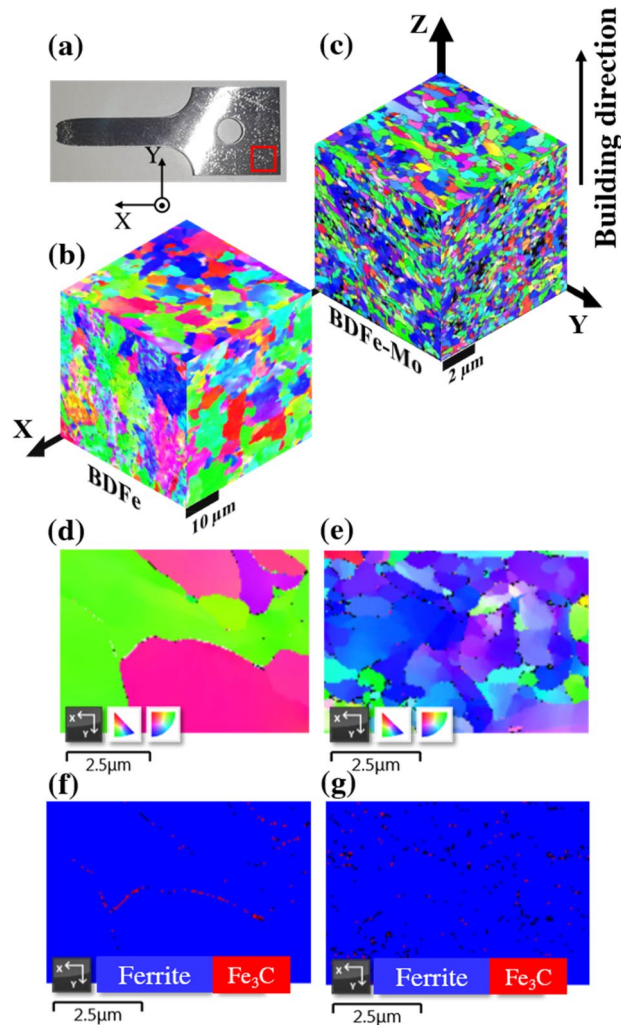 (a)
Y
X
(b)
X
BDFe
10 µm
(c)
Z
Building direction
BDFe-Mo
2 µm
Y
(d)
X
Y
2.5µm
(e)
X
Y
2.5µm
(f)
X
Y
Ferrite Fe₃C
2.5µm
(g)
X
Y
Ferrite Fe₃C
2.5µm